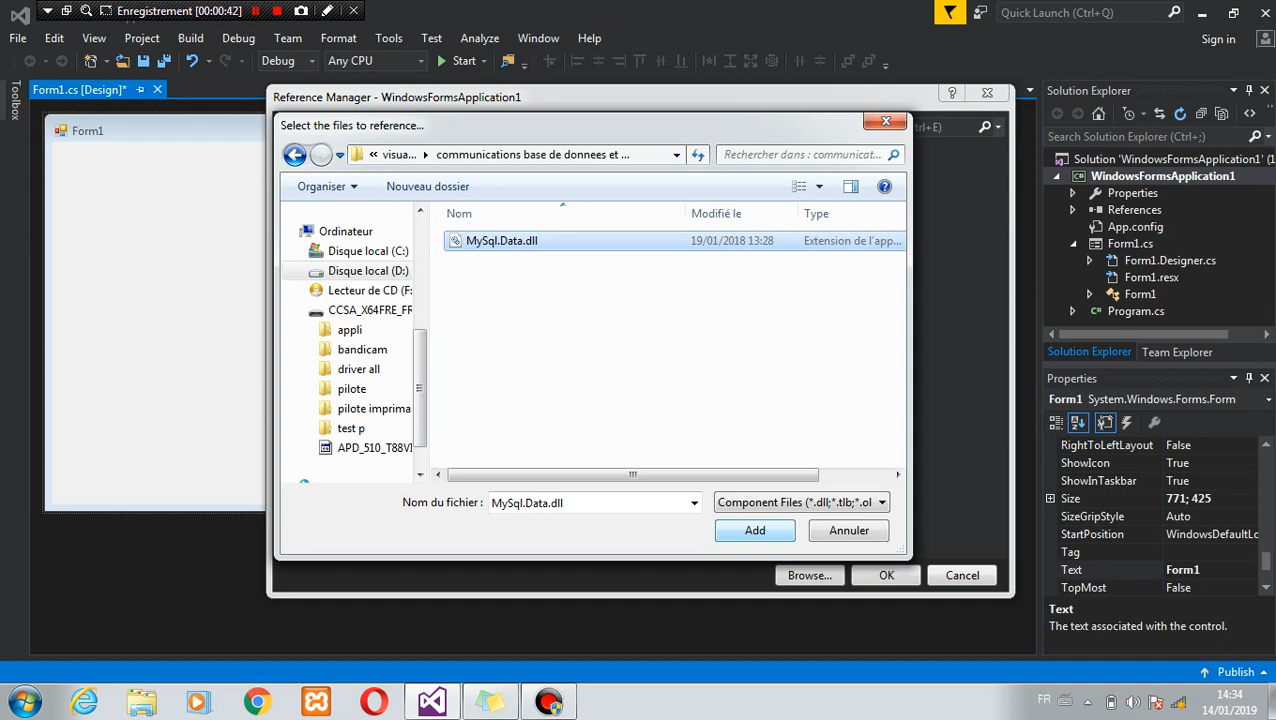 Enregistrement [00:00:42]
Quick Launch (Ctrl+Q)
File Edit View Project Build Debug Team Format Tools Test Analyze Window Help
Sign in
Debug Any CPU Start
Form1.cs [Design]*
Toolbox
Form1
Reference Manager - WindowsFormsApplication1
ctrl+E)
Select the files to reference...
« visua... communications base de donnees et ...
Rechercher dans : communicat...
Organiser Nouveau dossier
Nom Modifié le Type
MySql.Data.dll 19/01/2018 13:28 Extension de l'app...
Ordinateur
Disque local (C:)
Disque local (D:)
Lecteur de CD (F:
CCSA_X64FRE_FR
appli
bandicam
driver all
pilote
pilote imprima
test p
APD_510_T88VI
Nom du fichier : MySql.Data.dll
Component Files (*.dll;*.tlb;*.ol
Add Annuler
Browse... OK Cancel
Solution Explorer
Search Solution Explorer (Ctrl+;)
Solution 'WindowsFormsApplication1' (1
WindowsFormsApplication1
Properties
References
App.config
Form1.cs
Form1.Designer.cs
Form1.resx
Form1
Program.cs
Solution Explorer Team Explorer
Properties
Form1 System.Windows.Forms.Form
RightToLeftLayout False
ShowIcon True
ShowInTaskbar True
Size 771; 425
SizeGripStyle Auto
StartPosition WindowsDefaultLo
Tag
Text Form1
TopMost False
Text
The text associated with the control.
Publish
FR
14:34
14/01/2019